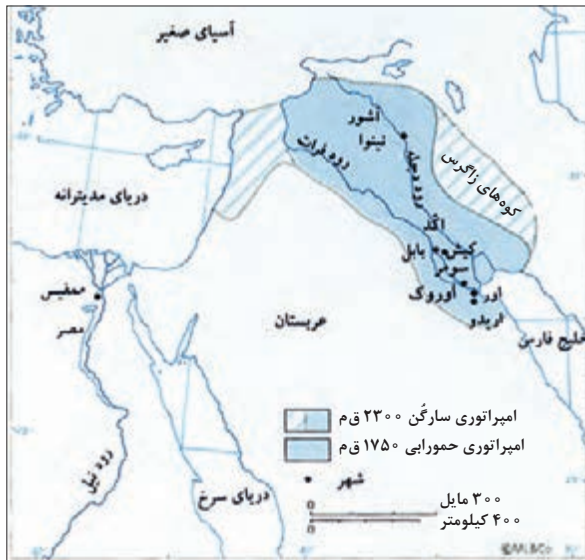 آسیای صغیر
آشور
نینوا
رود فرات
رود دجله
کوه‌های زاگرس
دریای مدیترانه
اکد
کیش
بابل
سومر
اوروک
اور
اریدو
ممفیس
مصر
عربستان
خلیج فارس
رود نیل
دریای سرخ
امپراتوری سارگُن ۲۳۰۰ ق‌م
امپراتوری حمورابی ۱۷۵۰ ق‌م
شهر
۳۰۰ مایل
۴۰۰ کیلومتر